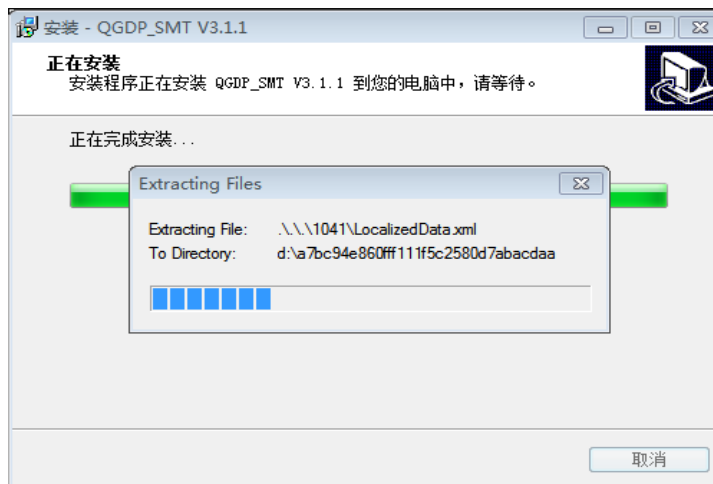 安装 - QGDP_SMT V3.1.1
正在安装
安装程序正在安装 QGDP_SMT V3.1.1 到您的电脑中，请等待。
正在完成安装...
Extracting Files
Extracting File: .\.\.\1041\LocalizedData.xml
To Directory: d:\a7bc94e860fff111f5c2580d7abacdaa
取消